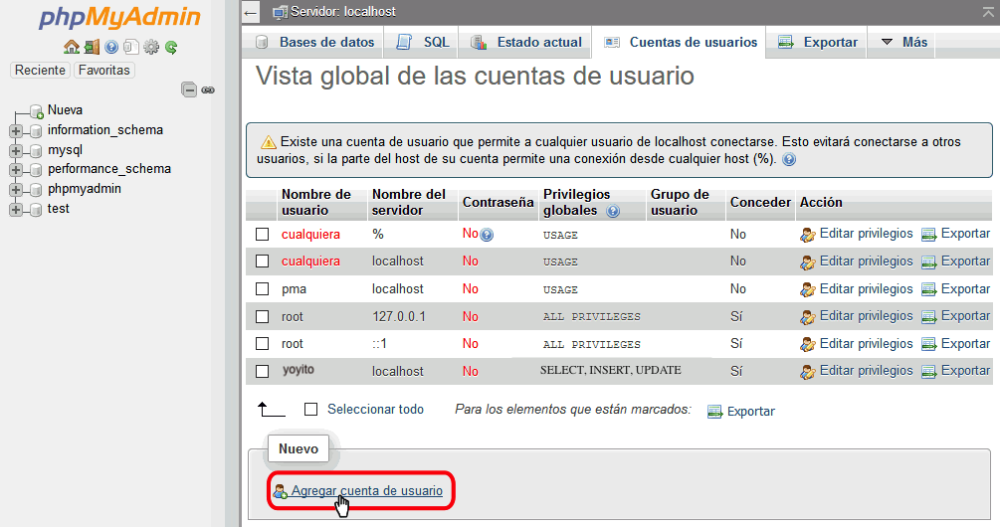 phpMyAdmin
Reciente Favoritas
Nueva
information_schema
mysql
performance_schema
phpmyadmin
test
Servidor: localhost
Bases de datos SQL Estado actual Cuentas de usuarios Exportar Más
Vista global de las cuentas de usuario
Existe una cuenta de usuario que permite a cualquier usuario de localhost conectarse. Esto evitará conectarse a otros
usuarios, si la parte del host de su cuenta permite una conexión desde cualquier host (%).
Nombre de usuario Nombre del servidor Contraseña Privilegios globales Grupo de usuario Conceder Acción
cualquiera % No USAGE No Editar privilegios Exportar
cualquiera localhost No USAGE No Editar privilegios Exportar
pma localhost No USAGE No Editar privilegios Exportar
root 127.0.0.1 No ALL PRIVILEGES Sí Editar privilegios Exportar
root ::1 No ALL PRIVILEGES Sí Editar privilegios Exportar
yoyito localhost No SELECT, INSERT, UPDATE Sí Editar privilegios Exportar
Seleccionar todo Para los elementos que están marcados: Exportar
Nuevo
Agregar cuenta de usuario